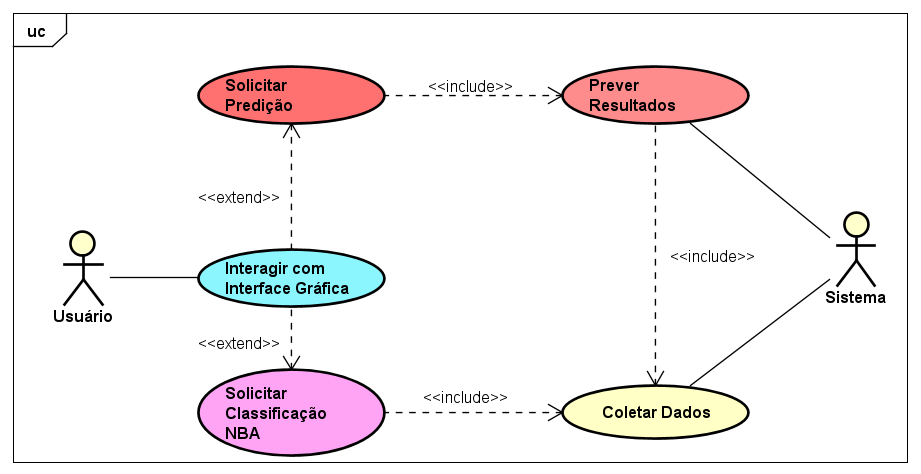 uc
Solicitar
Predição
<<include>>
Prever
Resultados
<<extend>>
<<include>>
Interagir com
Interface Gráfica
Usuário
Sistema
<<extend>>
Solicitar
Classificação
NBA
<<include>>
Coletar Dados